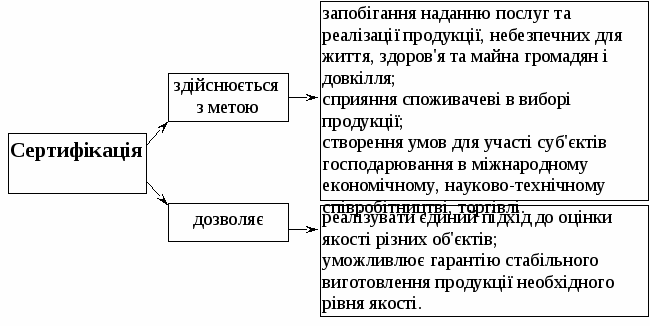 Сертифікація
здійснюється
з метою
запобігання наданню послуг та
реалізації продукції, небезпечних для
життя, здоров'я та майна громадян і
довкілля;
сприяння споживачеві в виборі
продукції;
створення умов для участі суб'єктів
господарювання в міжнародному
економічному, науково-технічному
співробітництві, торгівлі.
дозволяє
реалізувати єдиний підхід до оцінки
якості різних об'єктів;
уможливлює гарантію стабільного
виготовлення продукції необхідного
рівня якості.